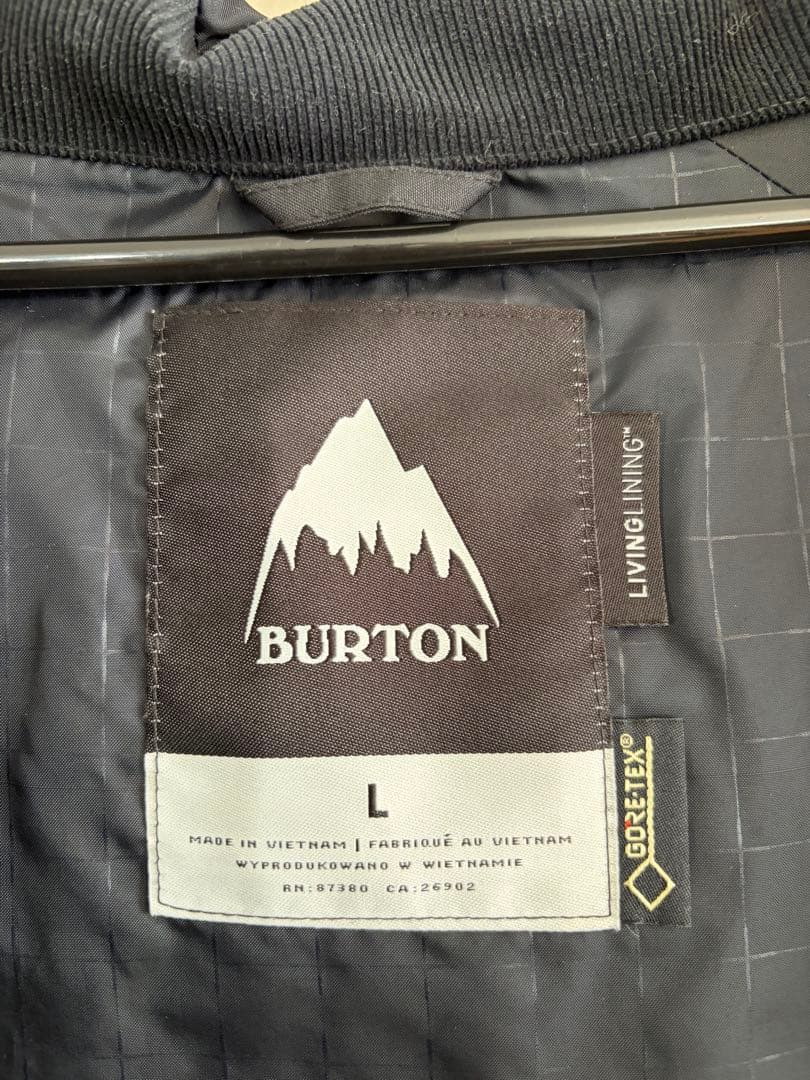 BURTON
L
MADE IN VIETNAM | FABRIQUÉ AU VIETNAM
WYPRODUKOWANO W WIETNAMIE
RN:87380 CA:26902
LIVINGLINING™
GORE-TEX®